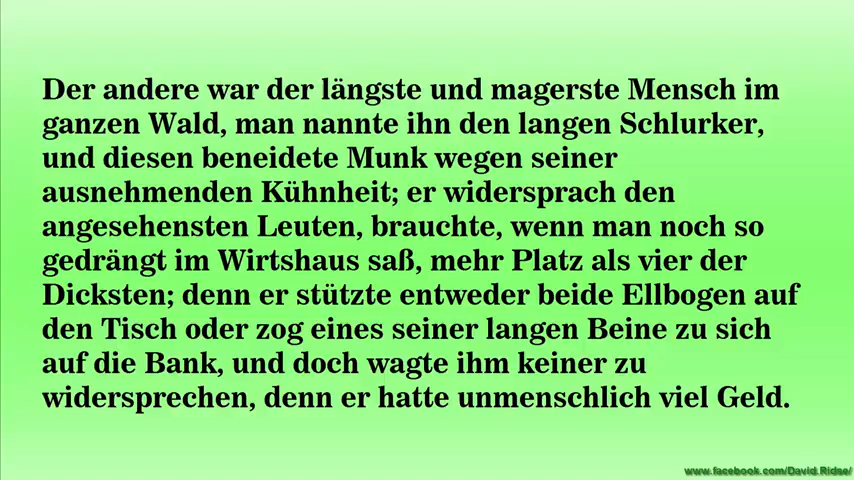 Der andere war der längste und magerste Mensch im
ganzen Wald, man nannte ihn den langen Schlurker,
und diesen beneidete Munk wegen seiner
ausnehmenden Kühnheit; er widersprach den
angesehensten Leuten, brauchte, wenn man noch so
gedrängt im Wirtshaus saß, mehr Platz als vier der
Dicksten; denn er stützte entweder beide Ellbogen auf
den Tisch oder zog eines seiner langen Beine zu sich
auf die Bank, und doch wagte ihm keiner zu
widersprechen, denn er hatte unmenschlich viel Geld.
www.facebook.com/David.Ridse/